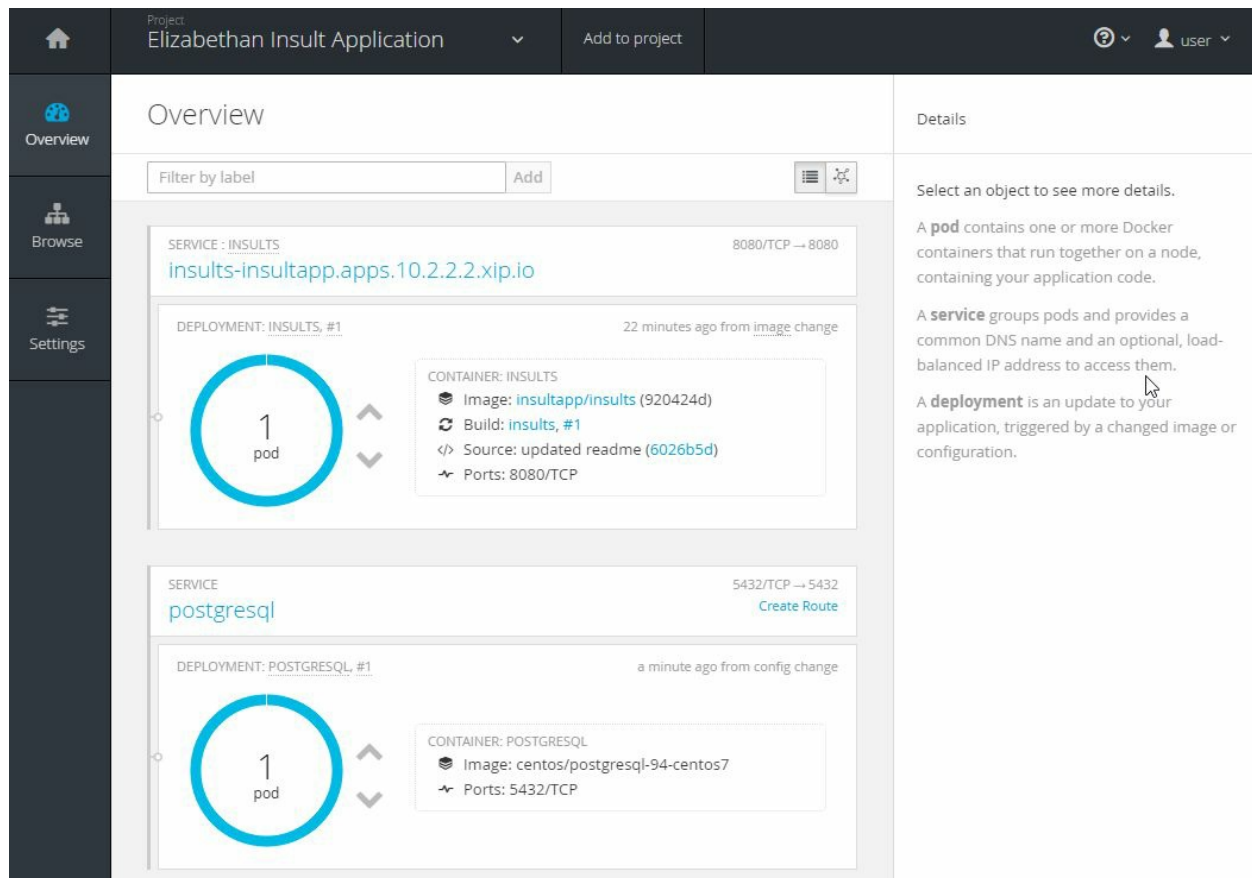 Project
Elizabethan Insult Application
Add to project
user
Overview
Browse
Settings
Overview
Filter by label
Add
SERVICE : INSULTS
8080/TCP → 8080
insults-insultapp.apps.10.2.2.2.xip.io
DEPLOYMENT: INSULTS, #1
22 minutes ago from image change
1
pod
CONTAINER: INSULTS
Image: insultapp/insults (920424d)
Build: insults, #1
</> Source: updated readme (6026b5d)
Ports: 8080/TCP
SERVICE
5432/TCP → 5432
postgresql
Create Route
DEPLOYMENT: POSTGRESQL, #1
a minute ago from config change
1
pod
CONTAINER: POSTGRESQL
Image: centos/postgresql-94-centos7
Ports: 5432/TCP
Details
Select an object to see more details.
A pod contains one or more Docker
containers that run together on a node,
containing your application code.
A service groups pods and provides a
common DNS name and an optional, load-
balanced IP address to access them.
A deployment is an update to your
application, triggered by a changed image or
configuration.